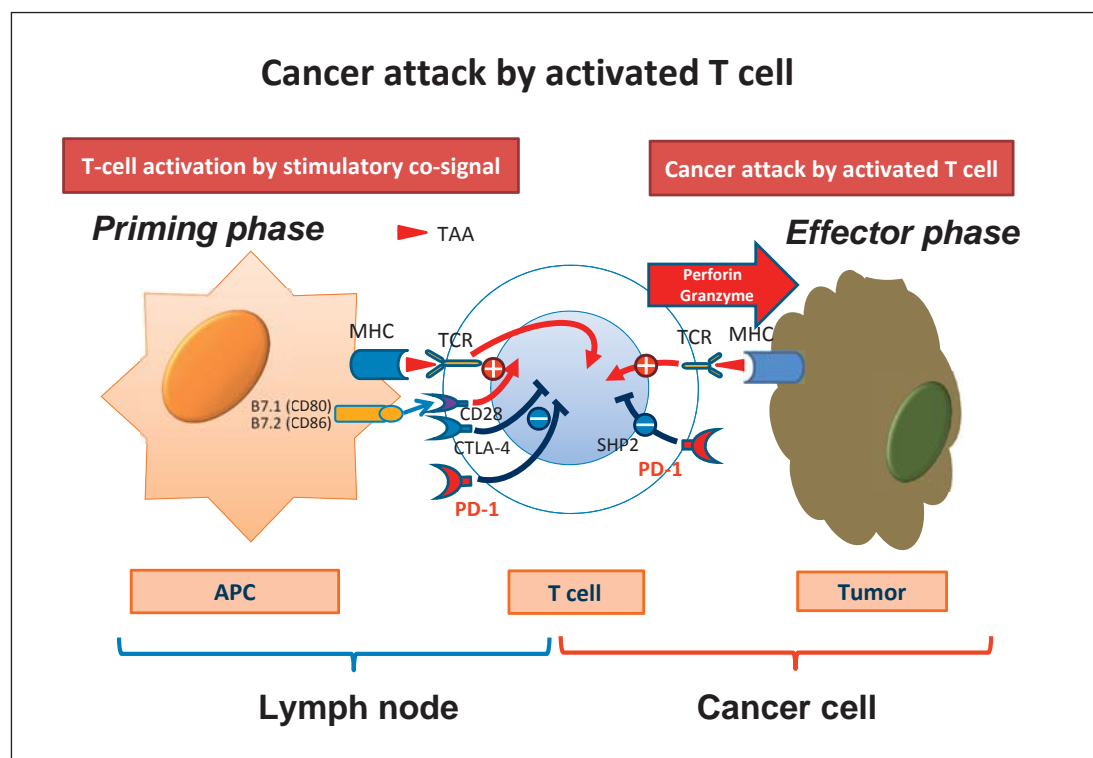 Cancer attack by activated T cell
T-cell activation by stimulatory co-signal
Cancer attack by activated T cell
Priming phase
TAA
Effector phase
Perforin
Granzyme
MHC
TCR
TCR
MHC
B7.1 (CD80)
B7.2 (CD86)
CD28
CTLA-4
SHP2
PD-1
PD-1
APC
T cell
Tumor
Lymph node
Cancer cell